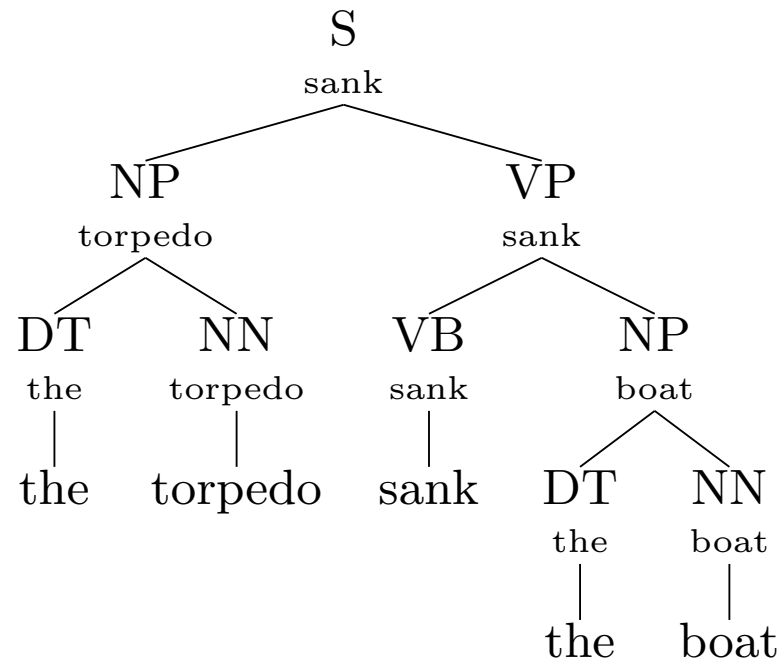 S
sank
NP VP
torpedo sank
DT NN VB NP
the torpedo sank boat
the torpedo sank DT NN
the boat
the boat